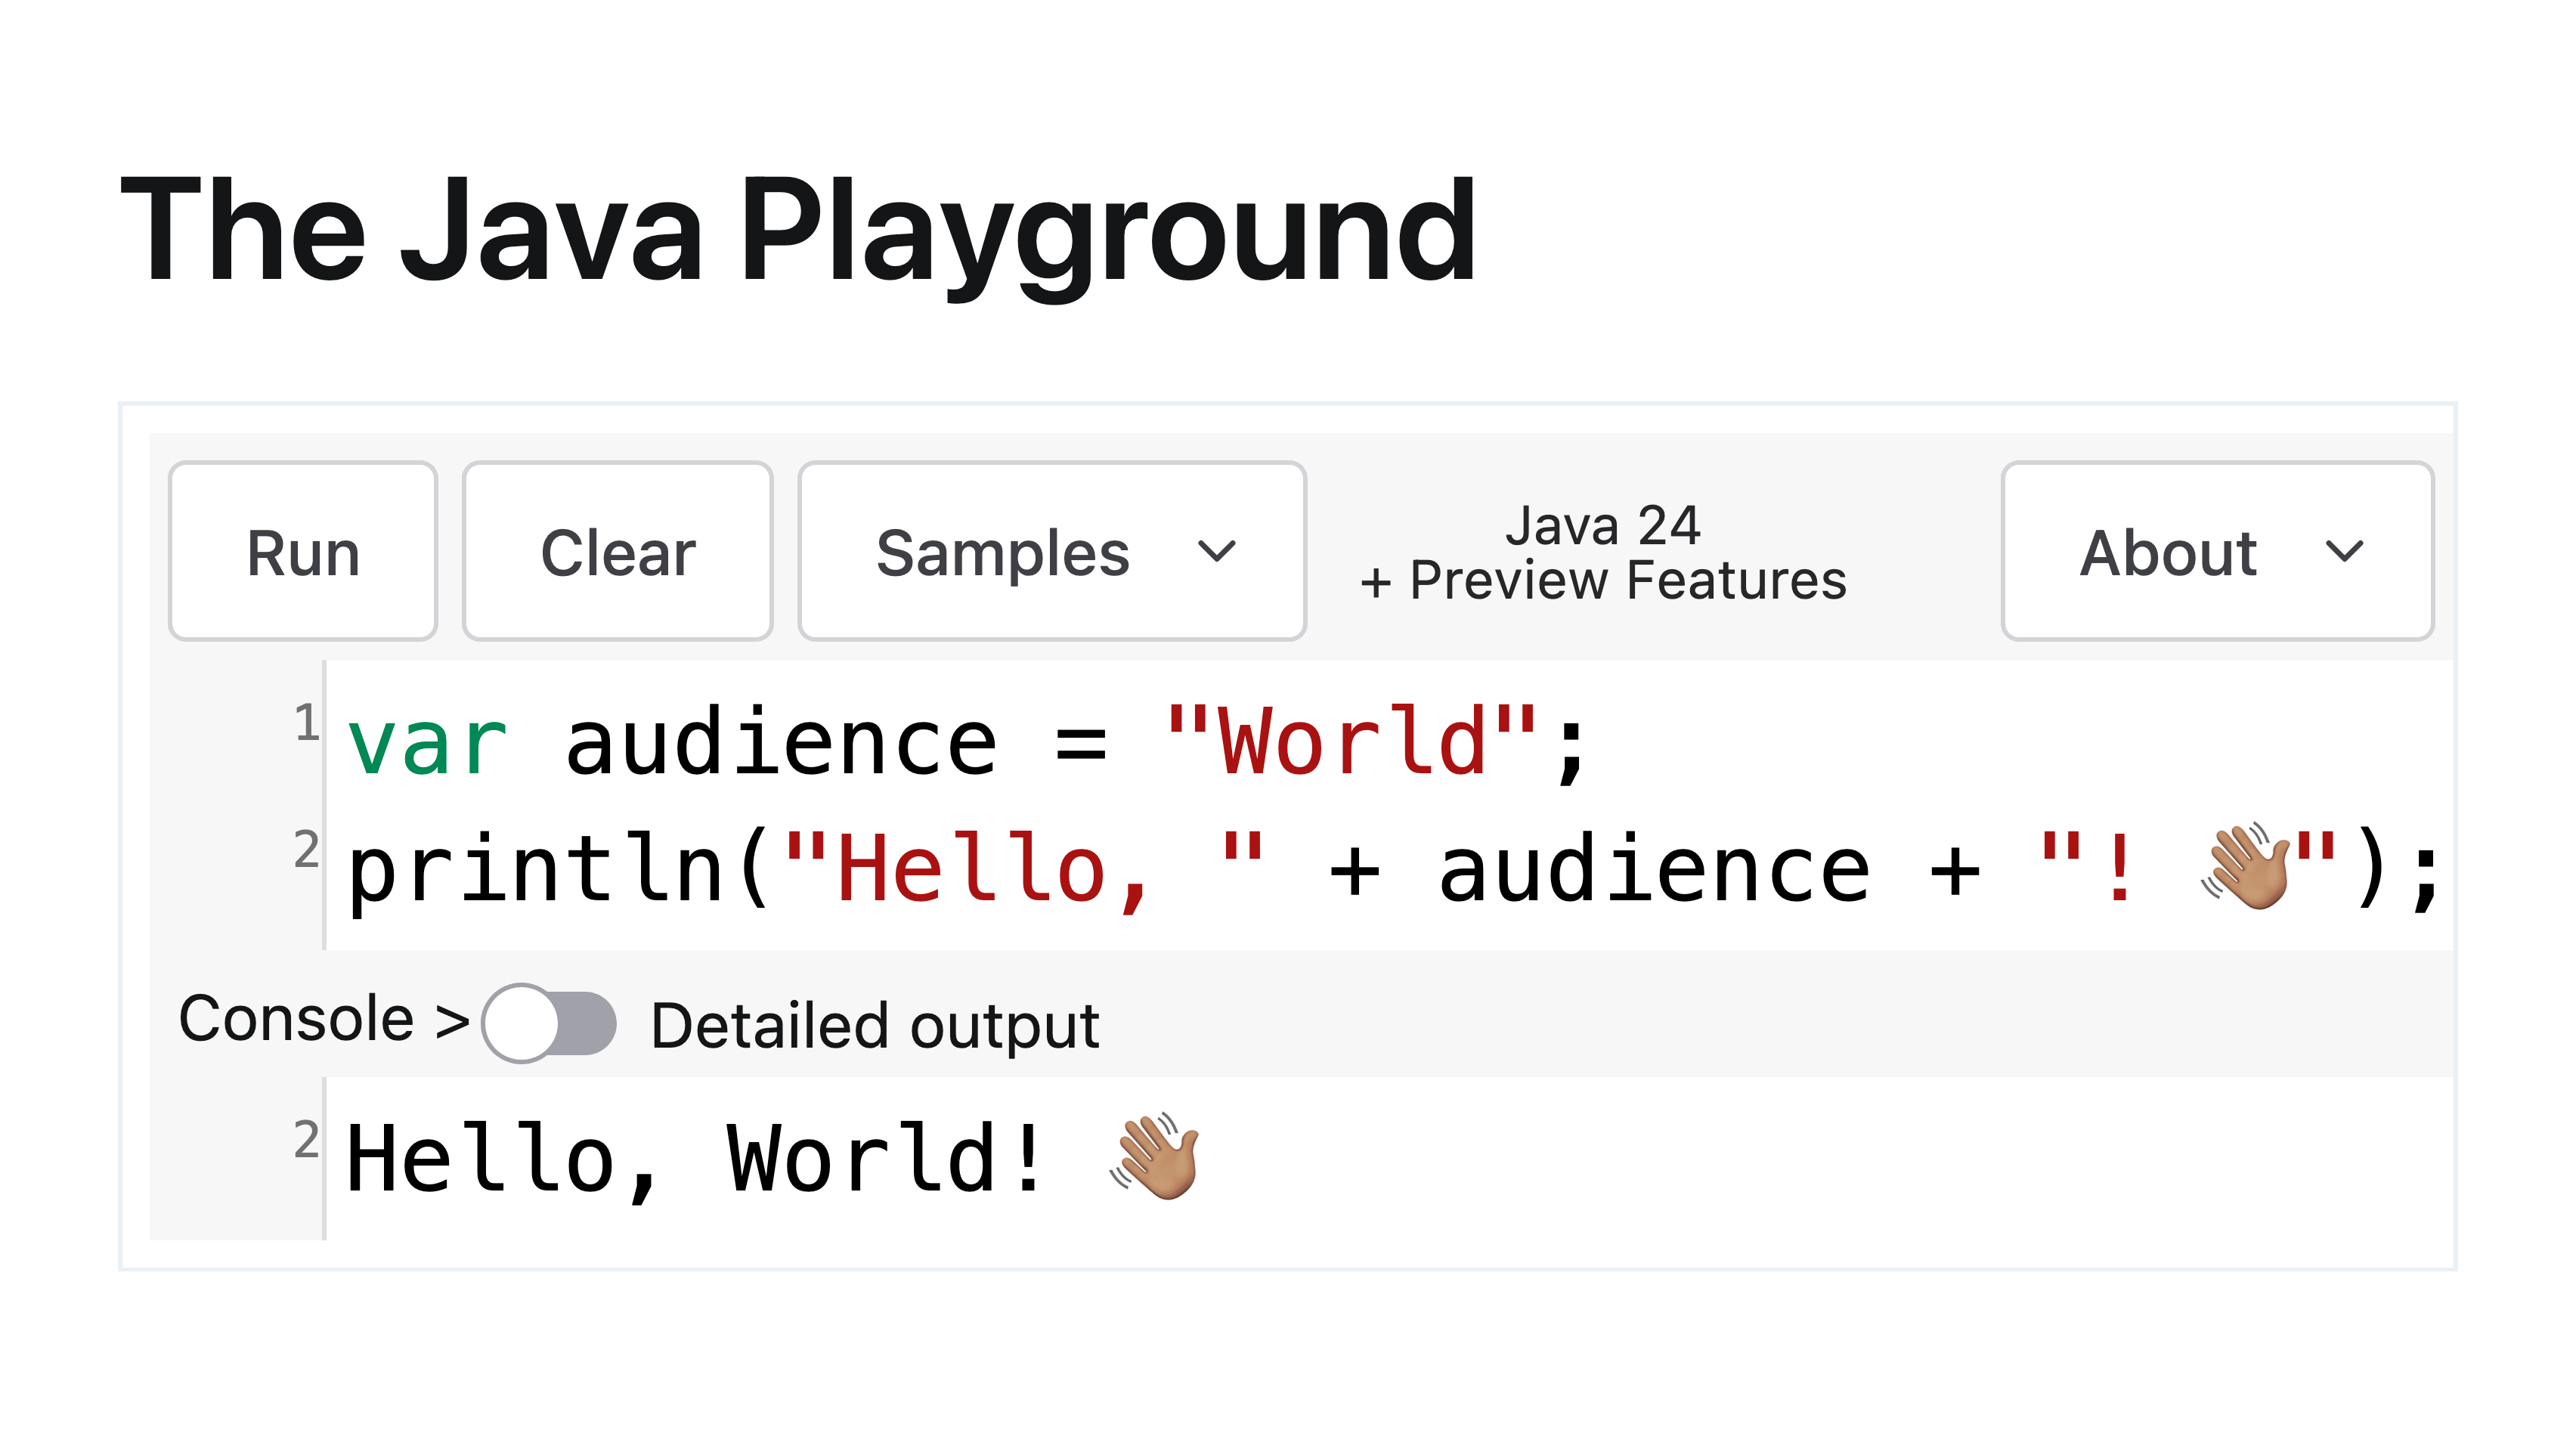 The Java Playground
Run
Clear
Samples
Java 24
+ Preview Features
About
1
var audience = "World";
2
println("Hello, " + audience + "! 👋🏽");
Console >
Detailed output
2
Hello, World! 👋🏽